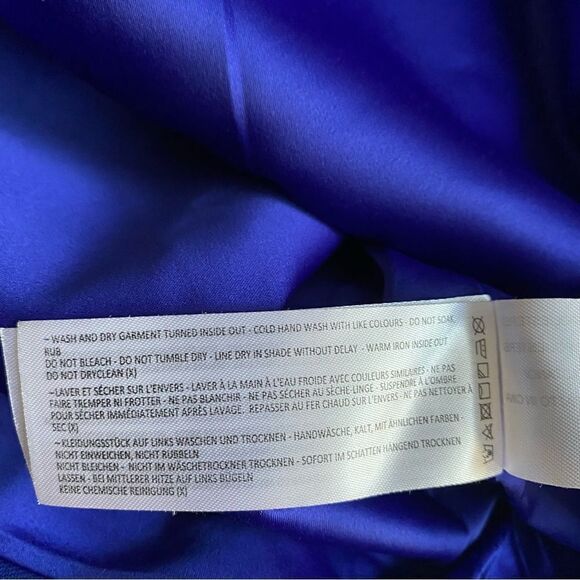 ~ WASH AND DRY GARMENT TURNED INSIDE OUT - COLD HAND WASH WITH LIKE COLOURS - DO NOT SOAK
RUB
DO NOT BLEACH - DO NOT TUMBLE DRY - LINE DRY IN SHADE WITHOUT DELAY - WARM IRON INSIDE OUT
DO NOT DRYCLEAN (X)
~LAVER ET SÉCHER SUR L'ENVERS - LAVER À LA MAIN À L'EAU FROIDE AVEC COULEURS SIMILAIRES - NE PAS
FAIRE TREMPER NI FROTTER - NE PAS BLANCHIR - NE PAS SÉCHER AU SÈCHE-LINGE - SUSPENDRE À L'OMBRE
IMMÉDIATEMENT APRÈS LAVAGE - REPASSER AU FER CHAUD SUR L'ENVERS - NE PAS NETTOYER À
SEC (X)
~KLEIDUNGSSTÜCK AUF LINKS WASCHEN UND TROCKNEN - HANDWÄSCHE, KALT, MIT ÄHNLICHEN FARBEN -
NICHT EINWEICHEN, NICHT RUBBELN
NICHT BLEICHEN - NICHT IM WÄSCHETROCKNER TROCKNEN - SOFORT IM SCHATTEN HÄNGEND TROCKNEN
LASSEN - BEI MITTLERER HITZE AUF LINKS BÜGELN
KEINE CHEMISCHE REINIGUNG (X)